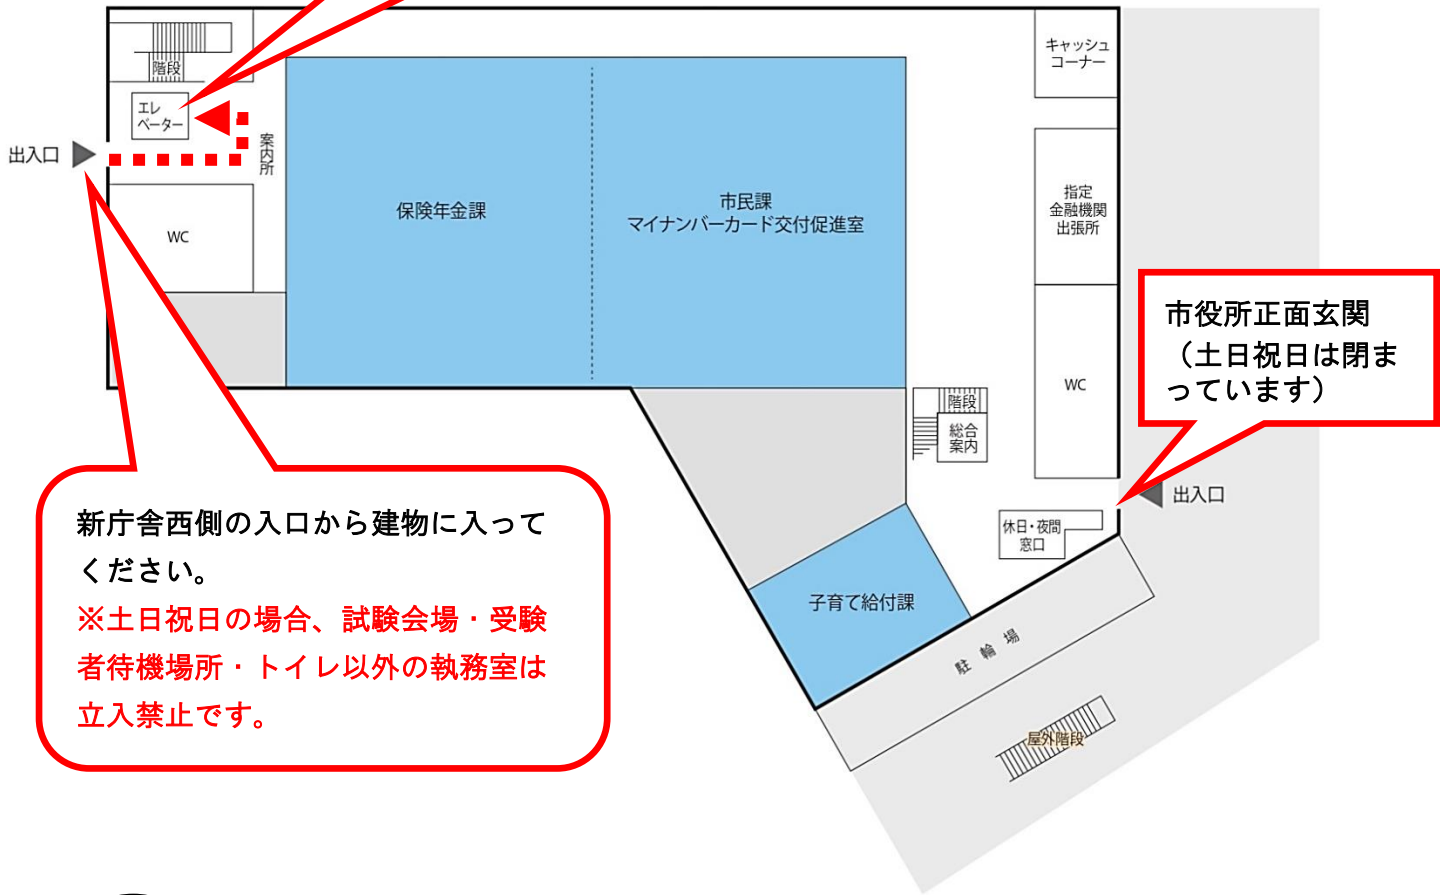 階段
エレ
ベーター
出入口
案内所
WC
保険年金課
市民課
マイナンバーカード交付促進室
キャッシュ
コーナー
指定
金融機関
出張所
WC
市役所正面玄関
（土日祝日は閉ま
っています）
階段
総合
案内
出入口
休日・夜間
窓口
子育て給付課
駐輪場
屋外階段
新庁舎西側の入口から建物に入って
ください。
※土日祝日の場合、試験会場・受験
者待機場所・トイレ以外の執務室は
立入禁止です。